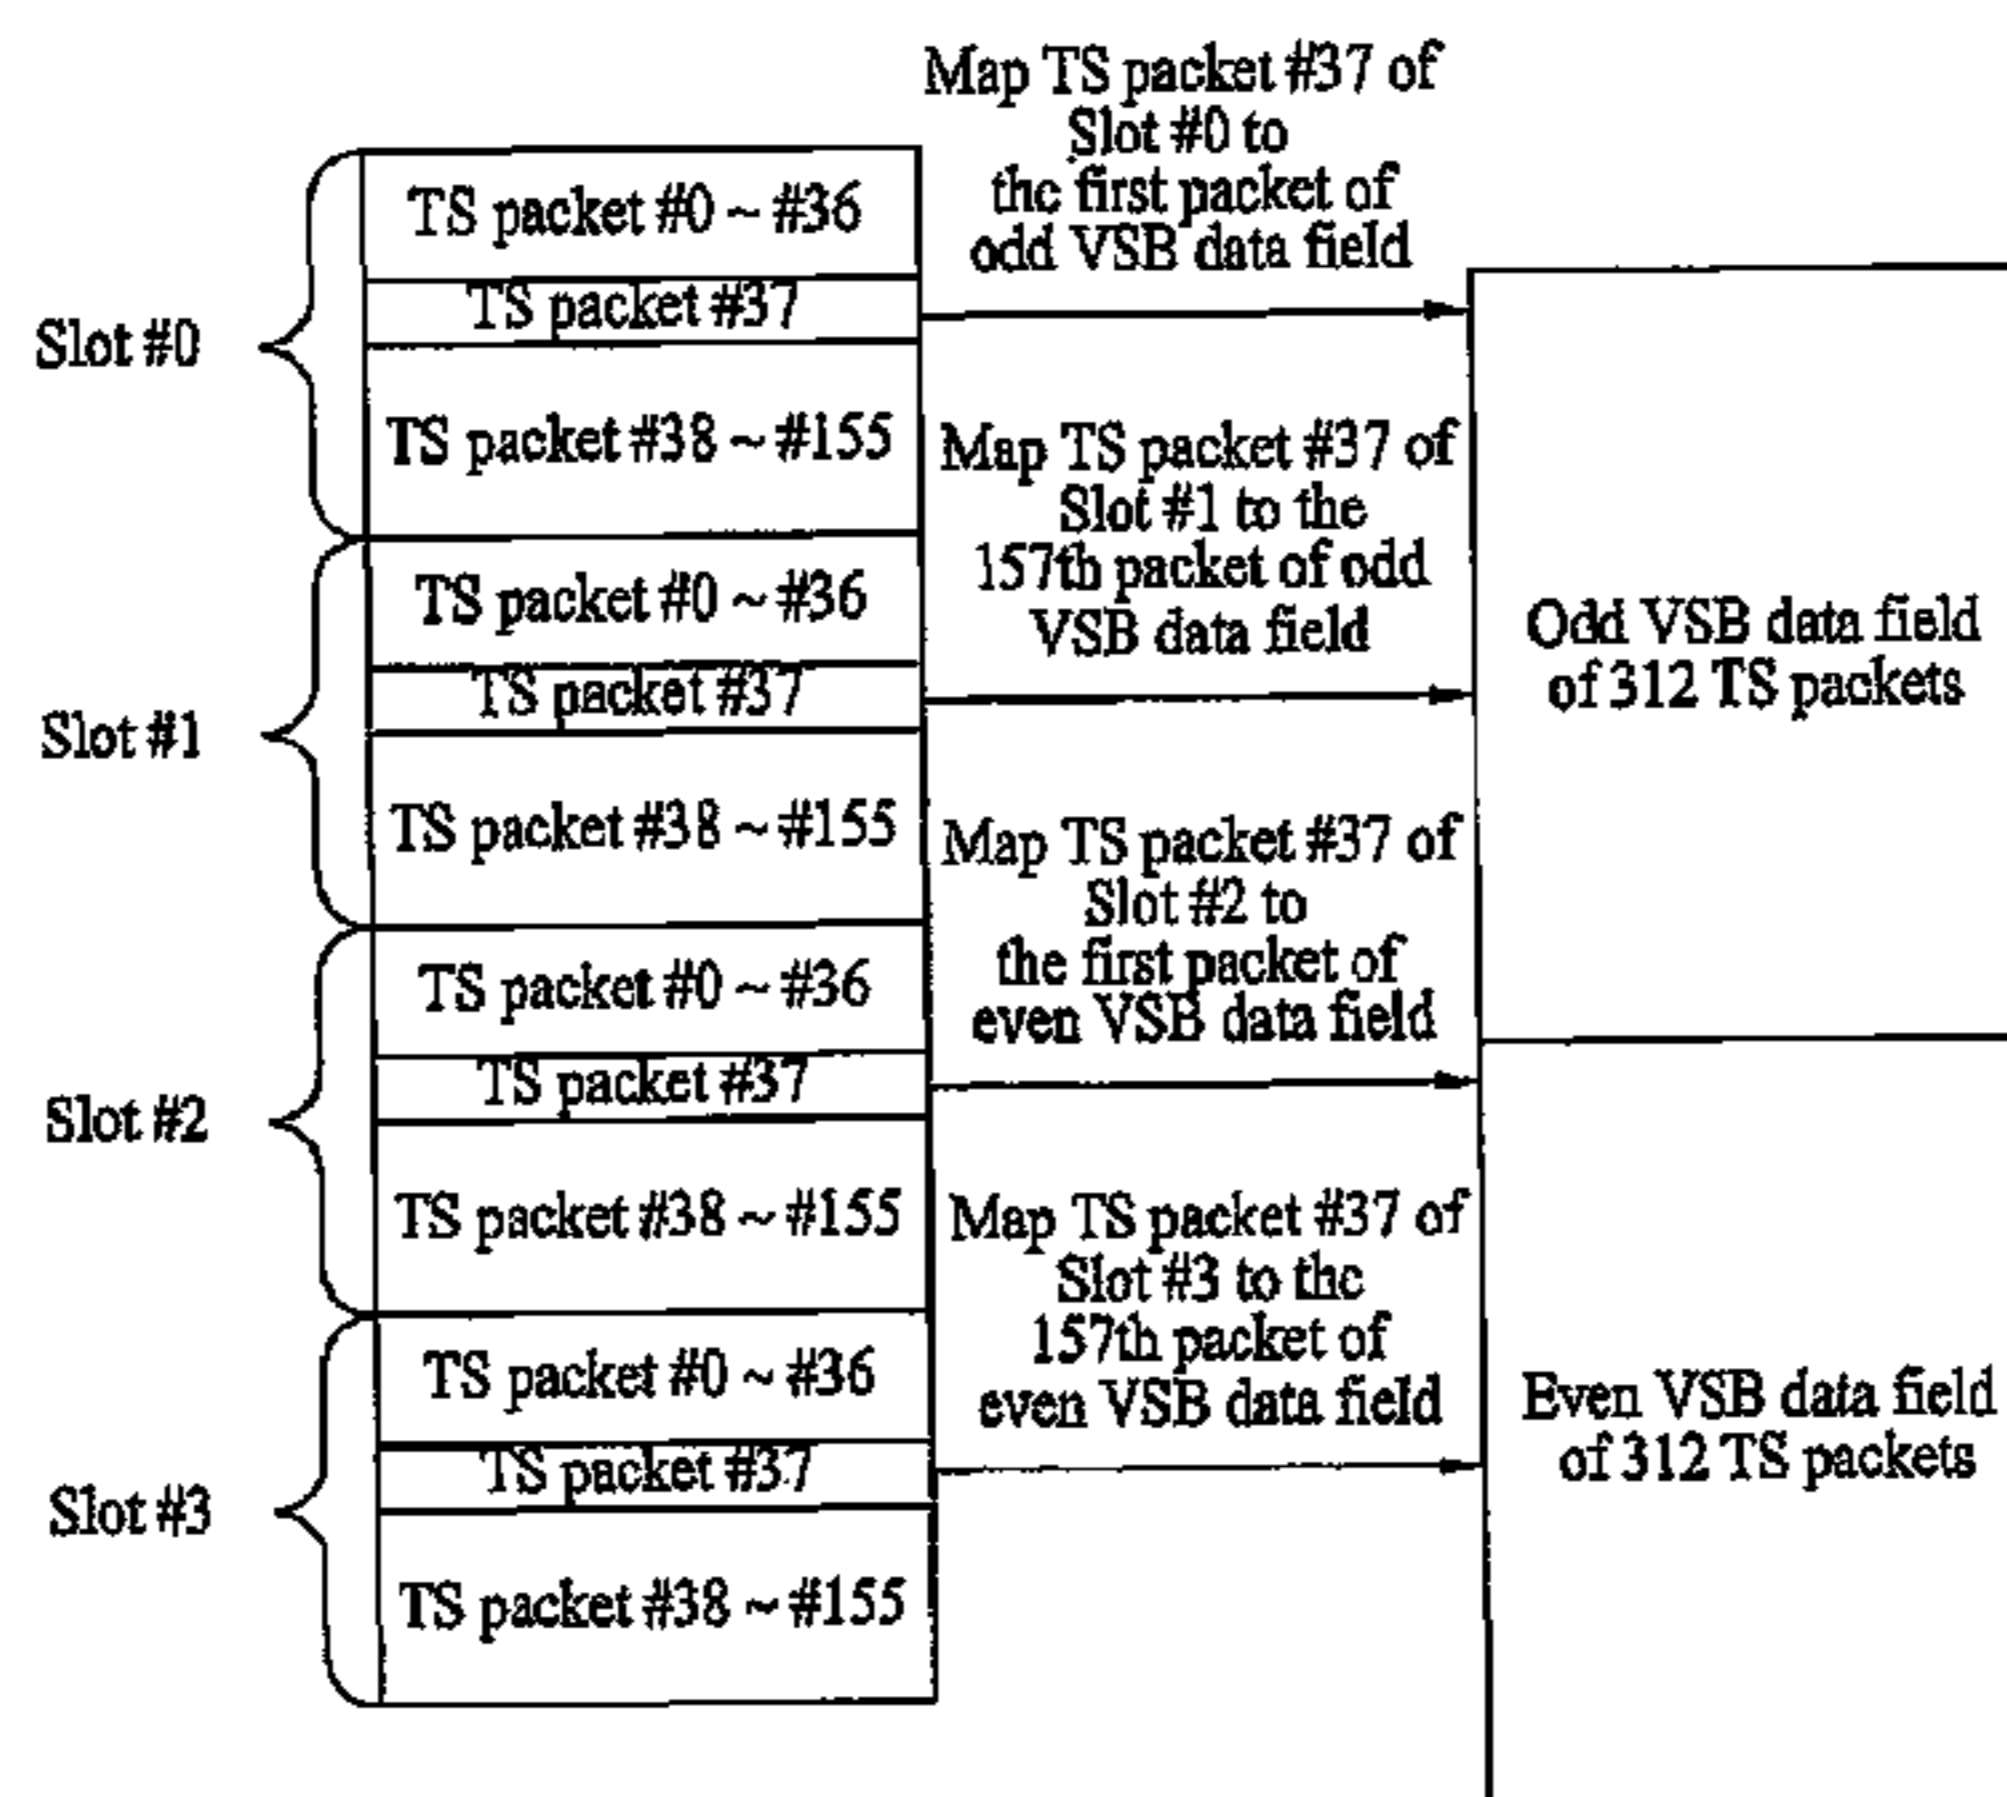 Map TS packet #37 of
Slot #0 to
the first packet of
odd VSB data field
Slot #0
TS packet #0 ~ #36
TS packet #37
TS packet #38 ~ #155
Map TS packet #37 of
Slot #1 to the
157th packet of odd
VSB data field
Slot #1
TS packet #0 ~ #36
TS packet #37
TS packet #38 ~ #155
Odd VSB data field
of 312 TS packets
Map TS packet #37 of
Slot #2 to
the first packet of
even VSB data field
Slot #2
TS packet #0 ~ #36
TS packet #37
TS packet #38 ~ #155
Map TS packet #37 of
Slot #3 to the
157th packet of
even VSB data field
Slot #3
TS packet #0 ~ #36
TS packet #37
TS packet #38 ~ #155
Even VSB data field
of 312 TS packets